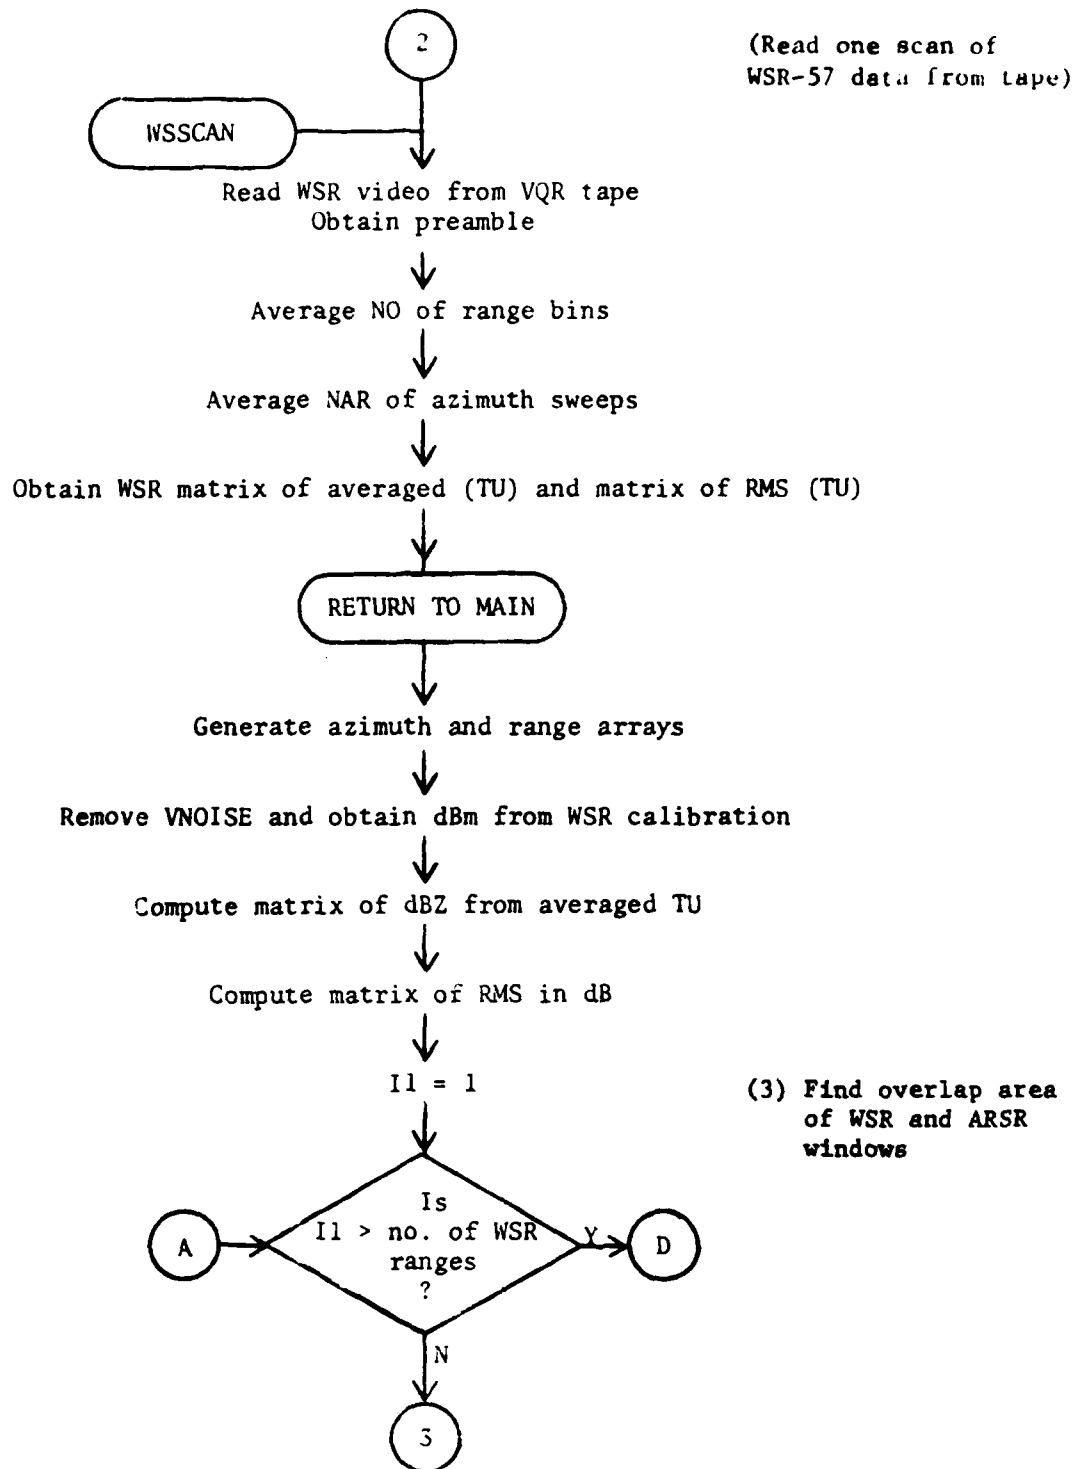 2
(Read one scan of
WSR-57 data from tape)
WSSCAN
Read WSR video from VQR tape
Obtain preamble
Average NO of range bins
Average NAR of azimuth sweeps
Obtain WSR matrix of averaged (TU) and matrix of RMS (TU)
RETURN TO MAIN
Generate azimuth and range arrays
Remove VNOISE and obtain dBm from WSR calibration
Compute matrix of dBZ from averaged TU
Compute matrix of RMS in dB
I1 = 1
(3) Find overlap area
of WSR and ARSR
windows
Is
I1 > no. of WSR
ranges
?
A
Y
D
N
3